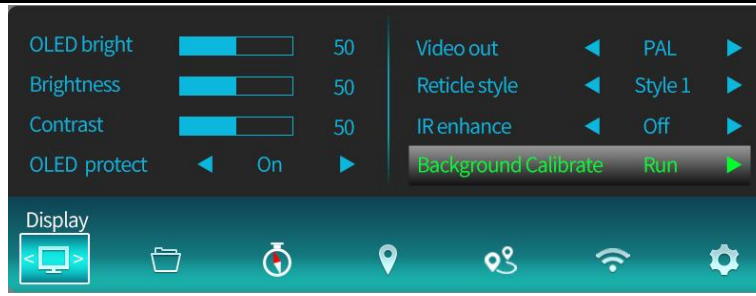 OLED bright 50
Brightness 50
Contrast 50
OLED protect On
Video out PAL
Reticle style Style 1
IR enhance Off
Background Calibrate Run
Display